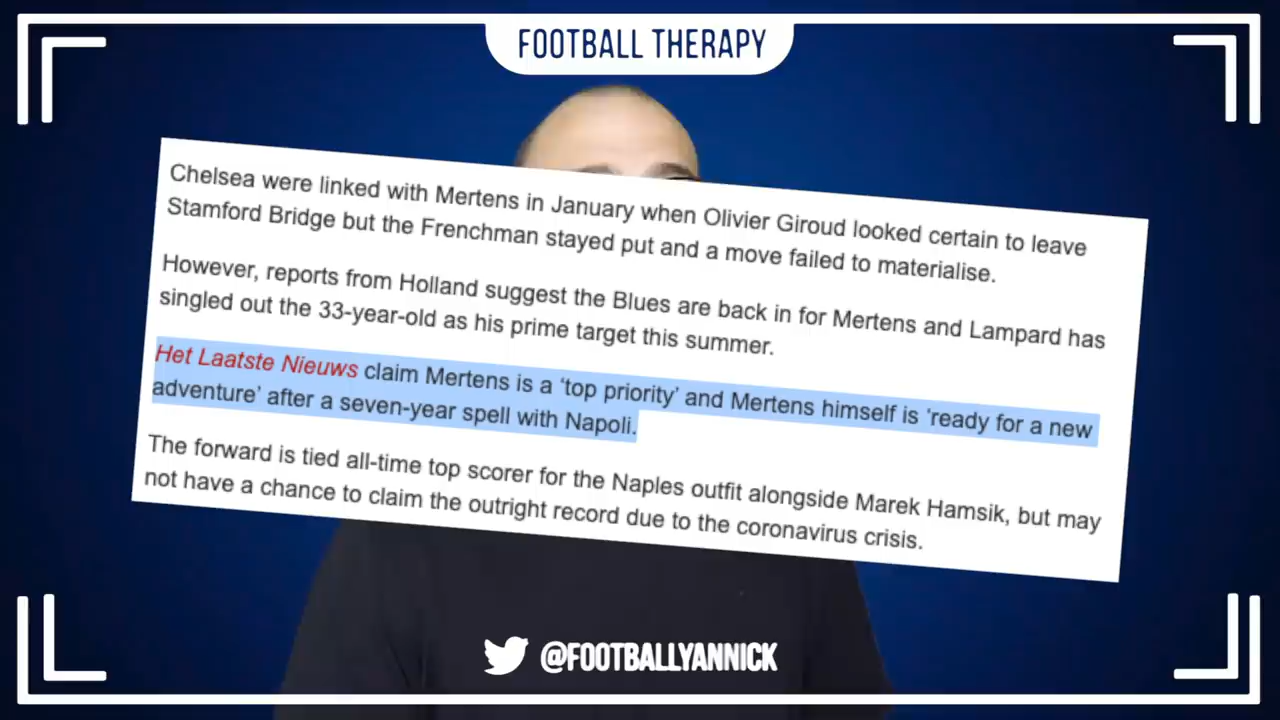 FOOTBALL THERAPY
Chelsea were linked with Mertens in January when Olivier Giroud looked certain to leave
Stamford Bridge but the Frenchman stayed put and a move failed to materialise.
However, reports from Holland suggest the Blues are back in for Mertens and Lampard has
singled out the 33-year-old as his prime target this summer.
Het Laatste Nieuws claim Mertens is a ‘top priority’ and Mertens himself is ‘ready for a new
adventure’ after a seven-year spell with Napoli.
The forward is tied all-time top scorer for the Naples outfit alongside Marek Hamsik, but may
not have a chance to claim the outright record due to the coronavirus crisis.
@FOOTBALLYANNICK